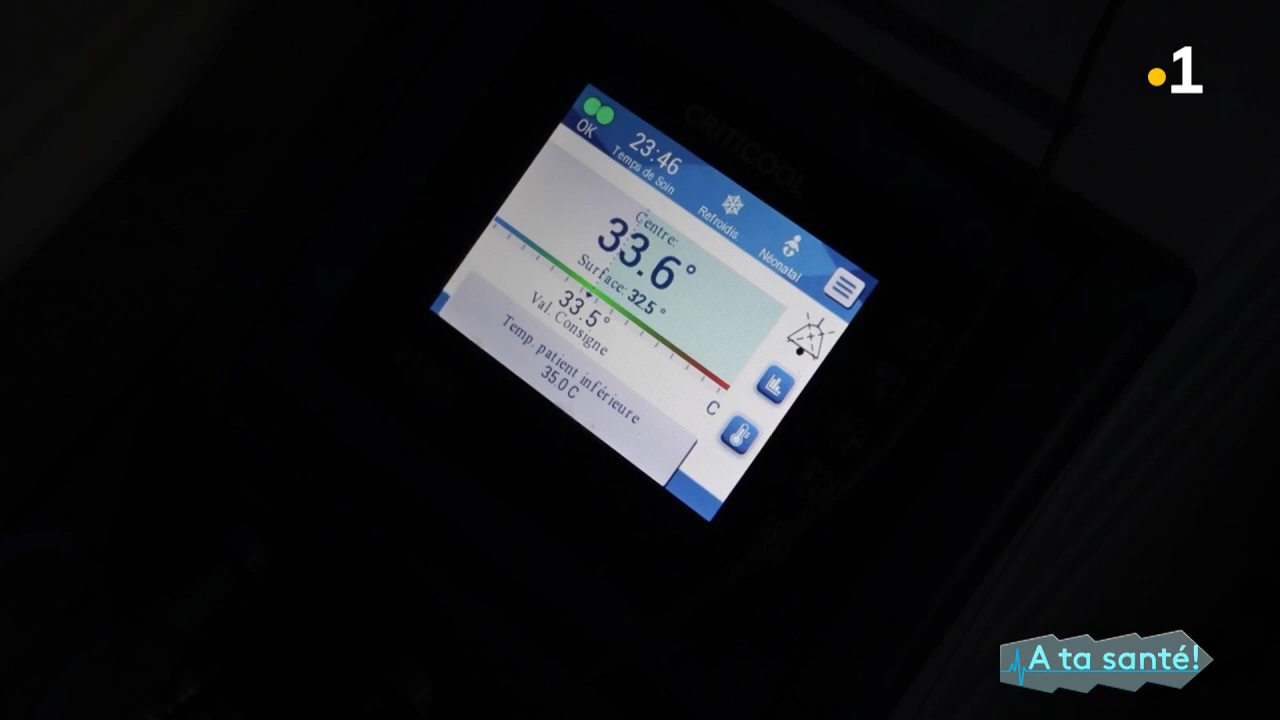 1
CRITICOOL
OK
23:46
Temps de Soin
Refroidis.
Néonatal
Centre:
33.6°
Surface: 32.5°
33.5°
Val. Consigne
C
Temp. patient inférieure
35.0 C
A ta santé!